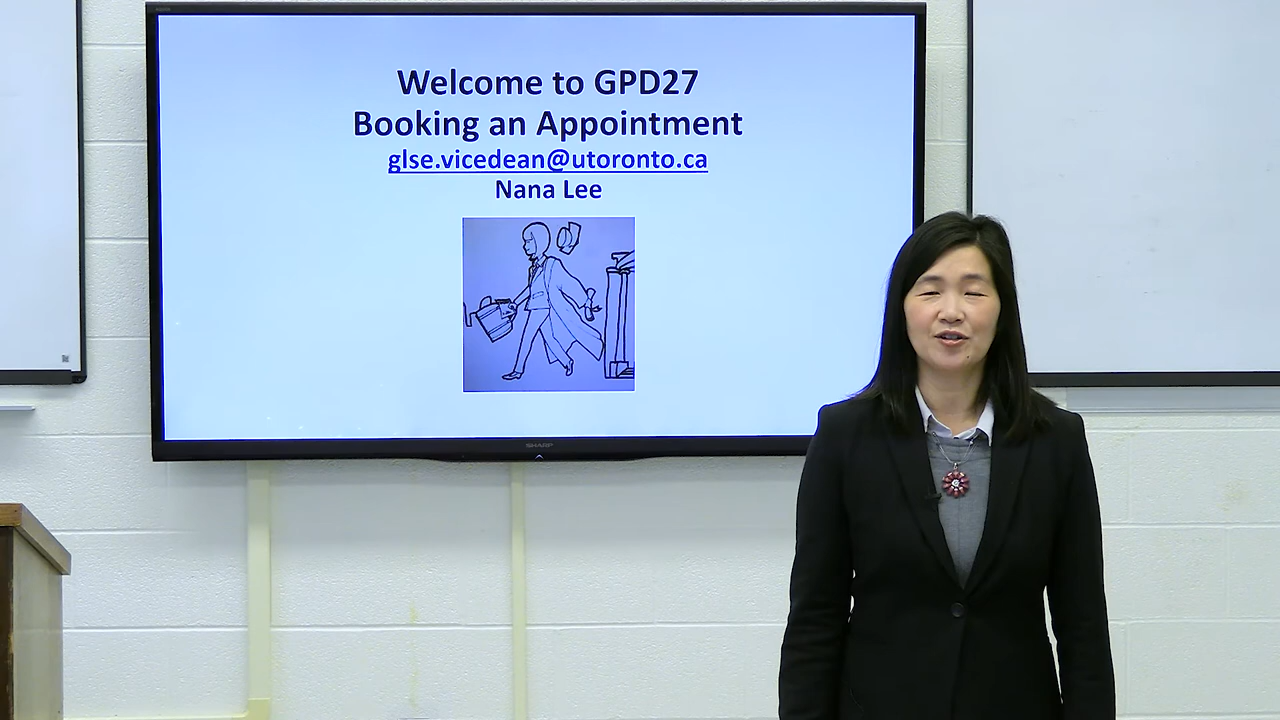 Welcome to GPD27
Booking an Appointment
glse.vicedean@utoronto.ca
Nana Lee
SHARP